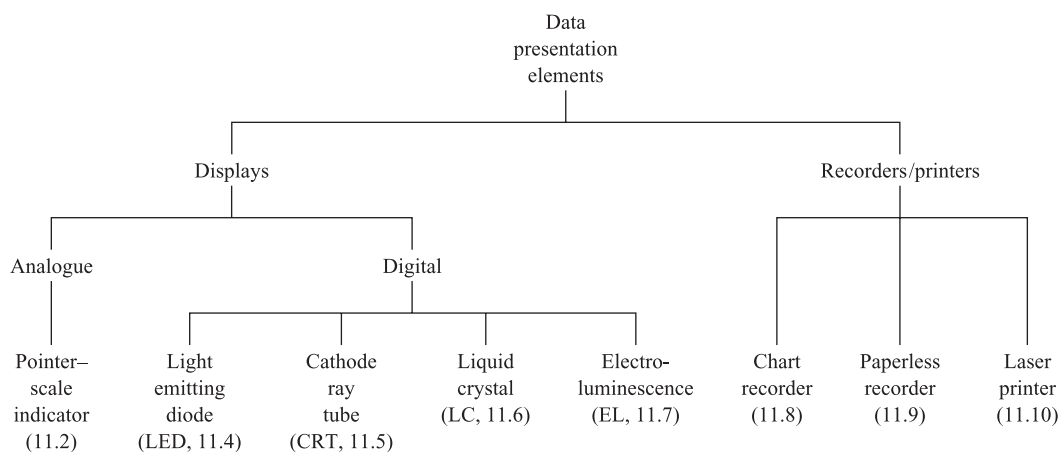 Data
presentation
elements
Displays
Recorders/printers
Analogue
Digital
Pointer–
scale
indicator
(11.2)
Light
emitting
diode
(LED, 11.4)
Cathode
ray
tube
(CRT, 11.5)
Liquid
crystal
(LC, 11.6)
Electro-
luminescence
(EL, 11.7)
Chart
recorder
(11.8)
Paperless
recorder
(11.9)
Laser
printer
(11.10)